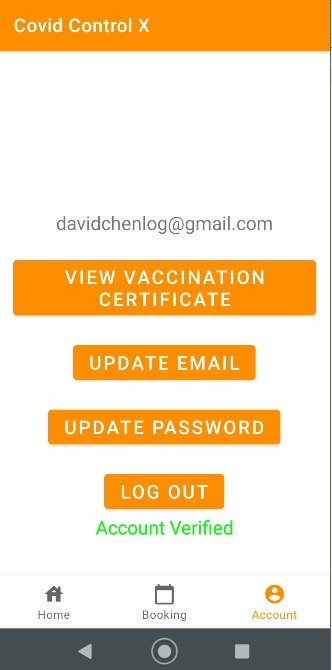 Covid Control X
davidchenlog@gmail.com
VIEW VACCINATION
CERTIFICATE
UPDATE EMAIL
UPDATE PASSWORD
LOG OUT
Account Verified
Home
Booking
Account